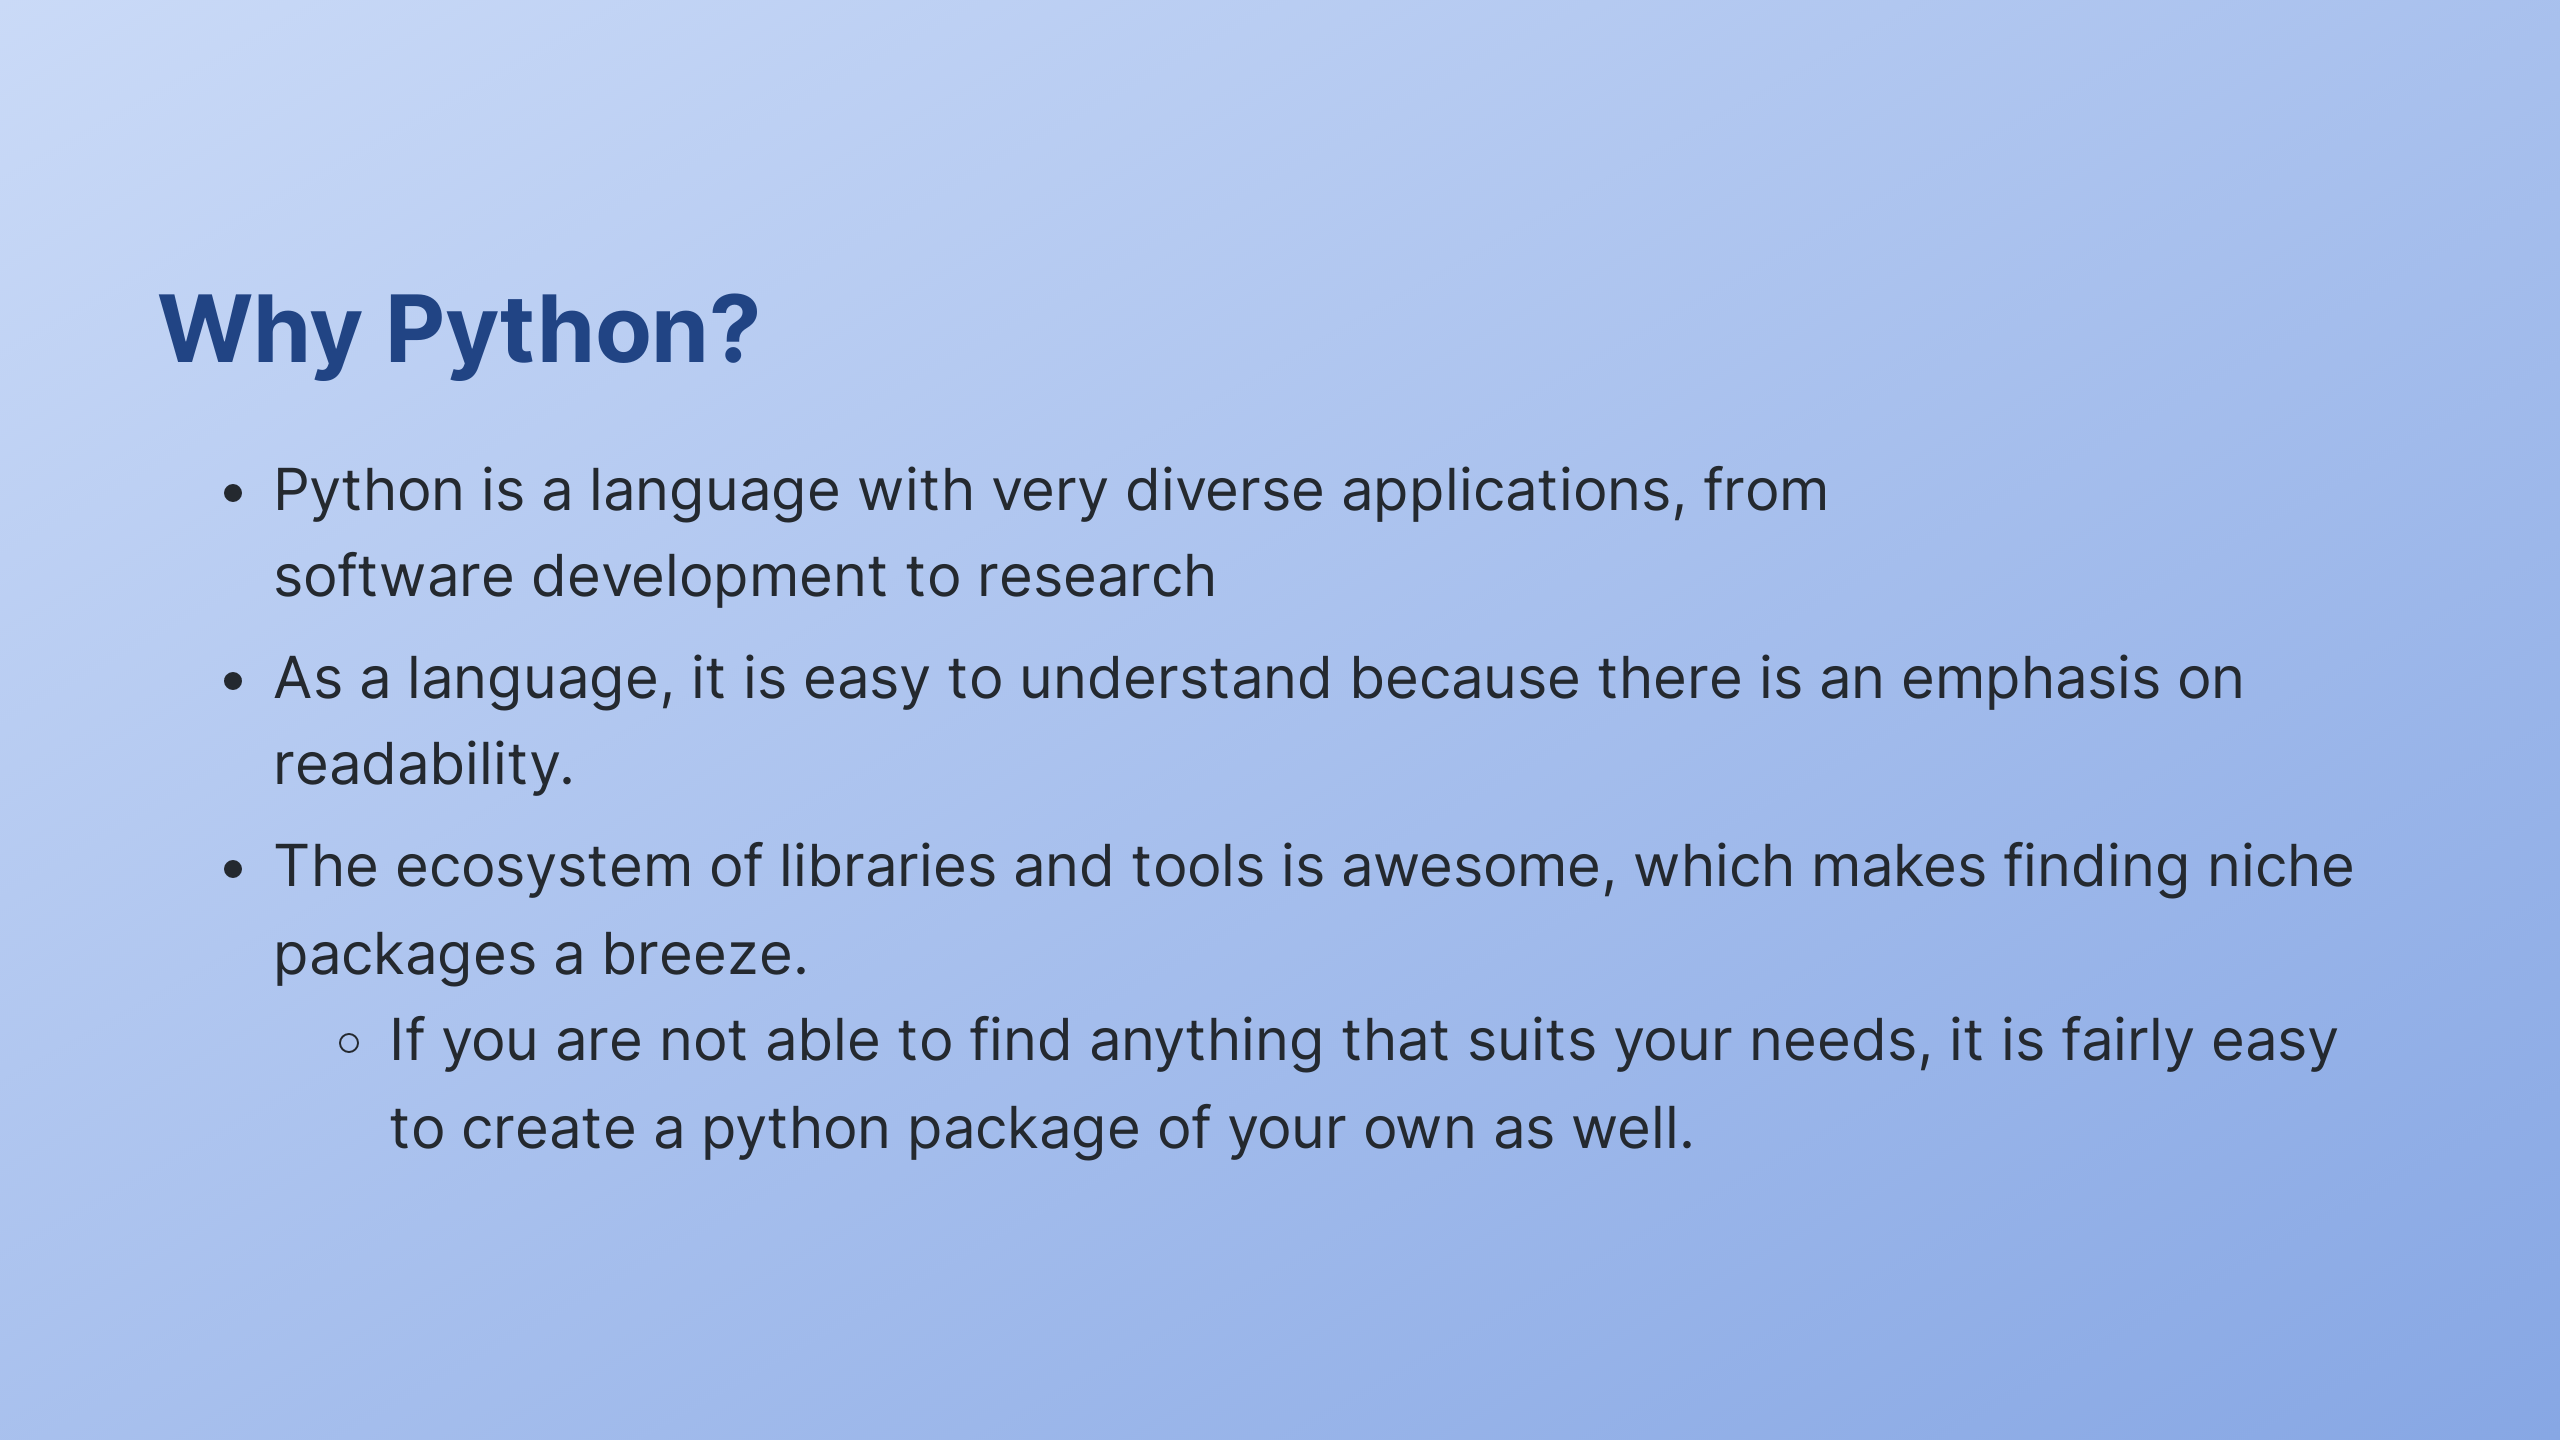 Why Python?
• Python is a language with very diverse applications, from
software development to research
• As a language, it is easy to understand because there is an emphasis on
readability.
• The ecosystem of libraries and tools is awesome, which makes finding niche
packages a breeze.
◦ If you are not able to find anything that suits your needs, it is fairly easy
to create a python package of your own as well.